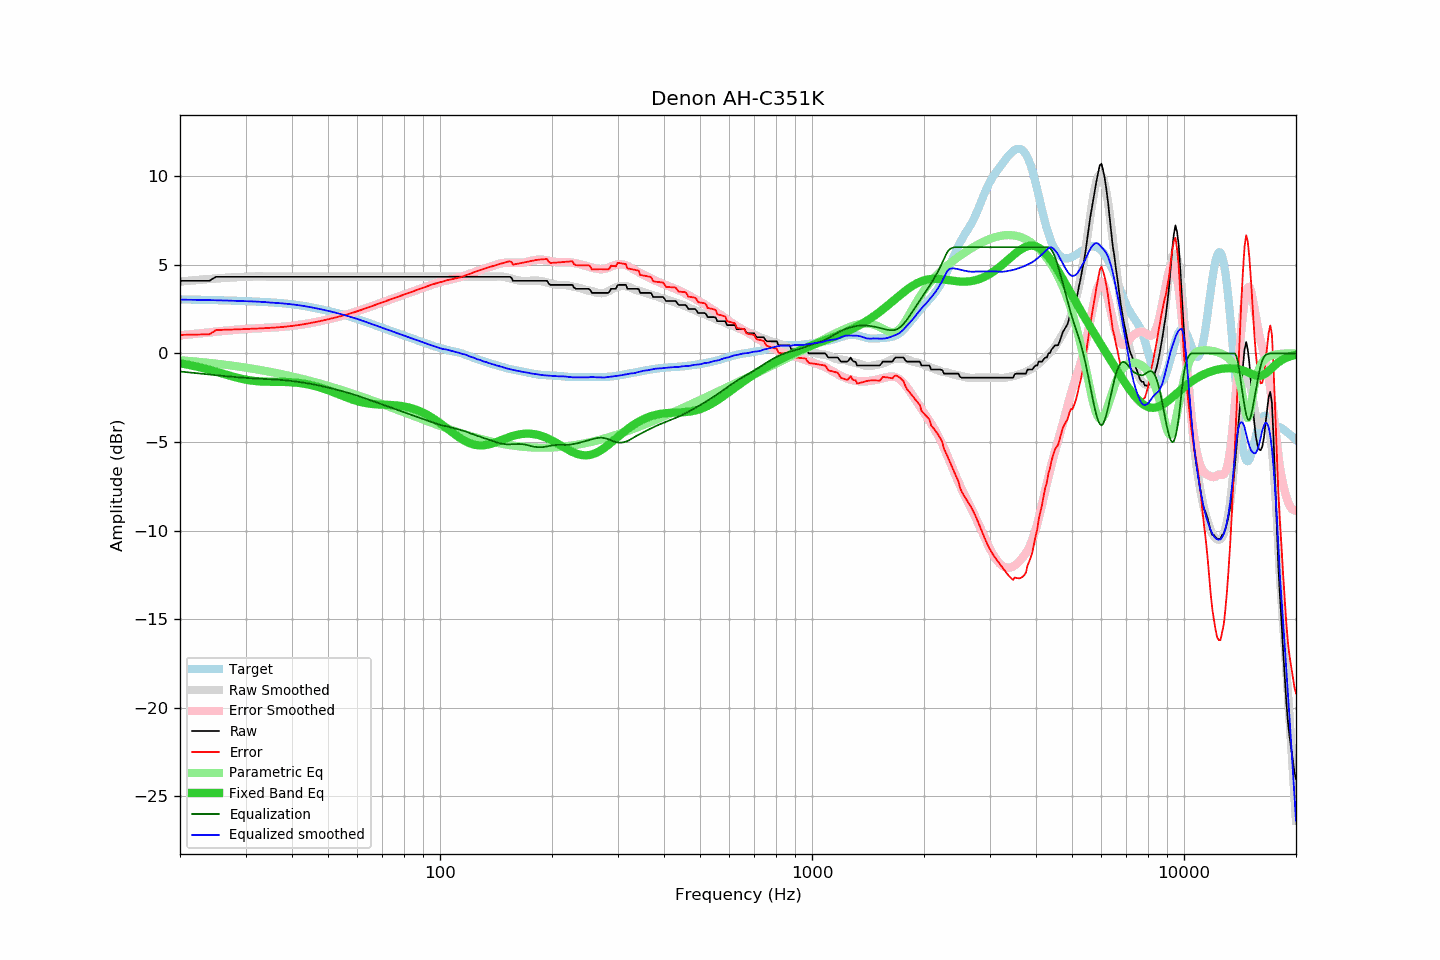 Denon AH-C351K
Amplitude (dBr)
10
5
0
−5
−10
−15
−20
−25
Target
Raw Smoothed
Error Smoothed
Raw
Error
Parametric Eq
Fixed Band Eq
Equalization
Equalized smoothed
100
1000
10000
Frequency (Hz)